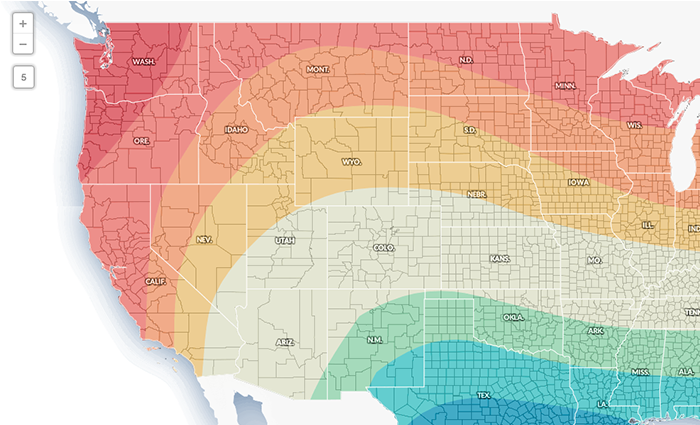 +
−
5
WASH.
MONT.
N.D.
MINN.
ORE.
IDAHO
S.D.
WIS.
WYO.
IOWA
NEBR.
ILL.
IND
NEV.
UTAH
COLO.
KANS.
MO.
CALIF.
TENN
ARIZ.
N.M.
OKLA.
ARK.
MISS.
ALA.
TEX.
LA.